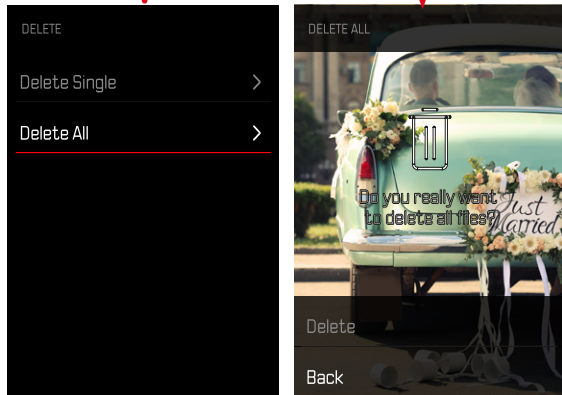 DELETE
Delete Single
Delete All
DELETE ALL
Do you really want
to delete all files?
Just
Married
Delete
Back